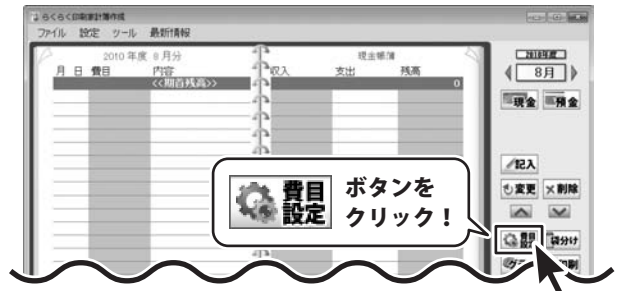 らくらく印刷家計簿作成
ファイル 設定 ツール 最新情報
2010 年度 8 月分 現金帳簿
月 日 費目 内容 収入 支出 残高
<<期首残高>> 0
2010年度
8月
現金 預金
記入
変更 削除
費目設定 袋分け
費目設定 ボタンを
クリック!